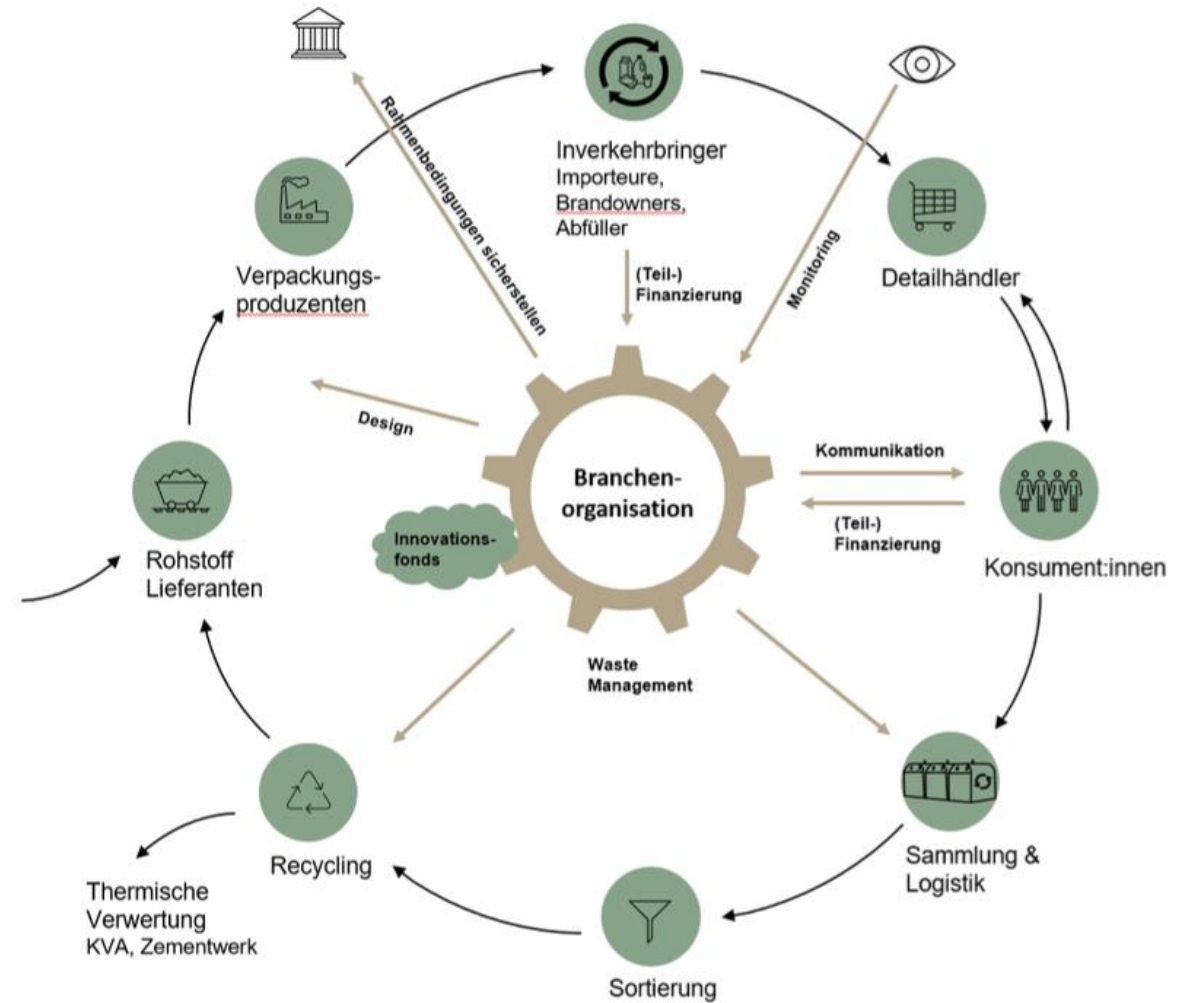 Rahmenbedingungen sicherstellen
Inverkehrbringer
Importeure,
Brandowners,
Abfüller
(Teil-)
Finanzierung
Monitoring
Detailhändler
Verpackungs-
produzenten
Design
Branchen-
organisation
Kommunikation
(Teil-)
Finanzierung
Konsument:innen
Innovations-
fonds
Rohstoff
Lieferanten
Waste
Management
Sammlung &
Logistik
Recycling
Thermische
Verwertung
KVA, Zementwerk
Sortierung